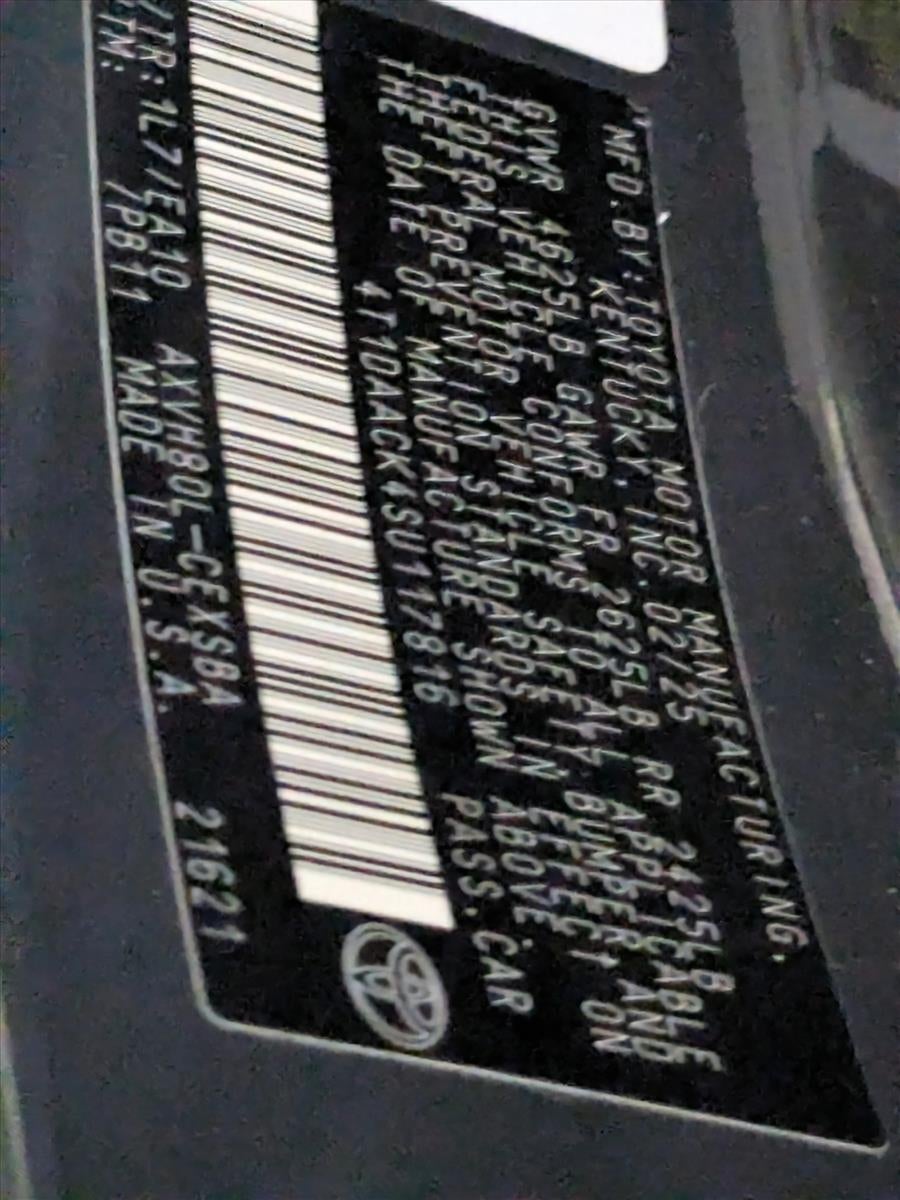 MFD. BY: TOYOTA MOTOR MANUFACTURING,
KENTUCKY, INC. 02/25
GVWR 4625LB GAWR FR 2625LB RR 2425LB
THIS VEHICLE CONFORMS TO ALL APPLICABLE
FEDERAL MOTOR VEHICLE SAFETY, BUMPER, AND
THEFT PREVENTION STANDARDS IN EFFECT ON
THE DATE OF MANUFACTURE SHOWN ABOVE.
4T1DAACK4SU117816 PASS. CAR
/TR: 1L7/EA10 AXVH80L-CEXSBA
TN: /PB11 MADE IN U.S.A. 21621